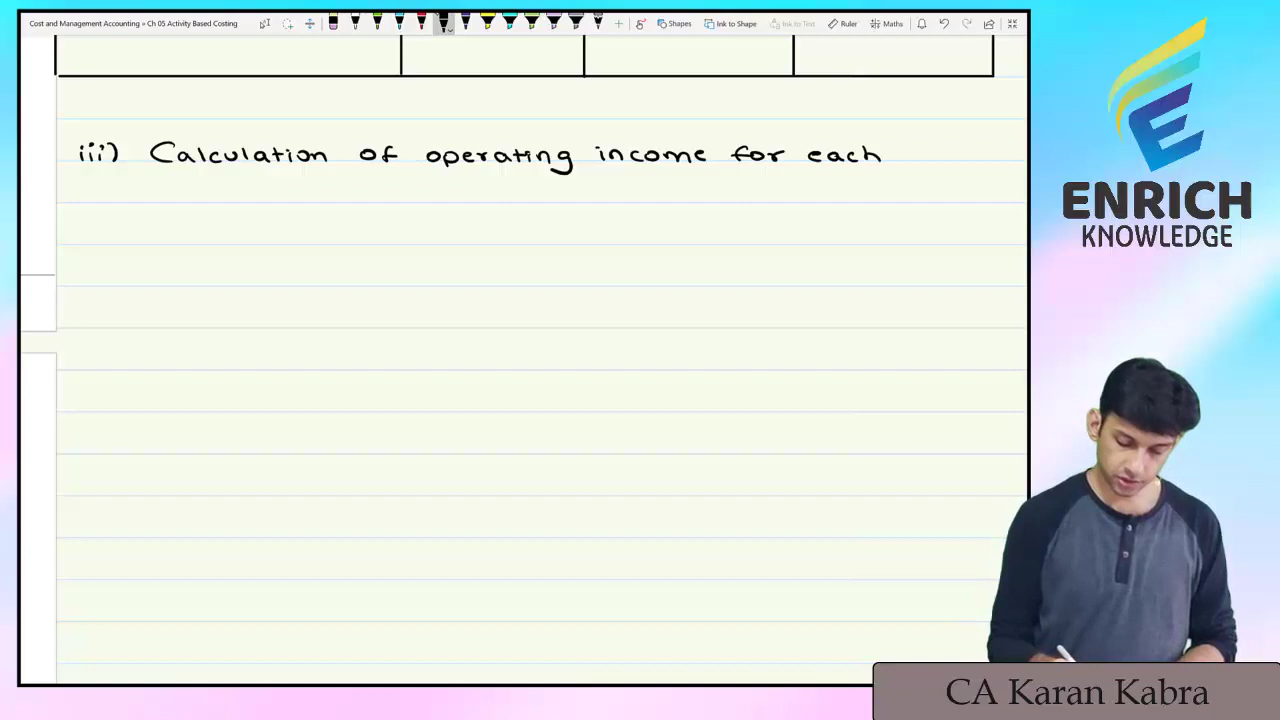 Cost and Management Accounting » Ch 05 Activity Based Costing
Shapes
Ink to Shape
Ink to Text
Ruler
Maths
iii) Calculation of operating income for each
ENRICH
KNOWLEDGE
CA Karan Kabra